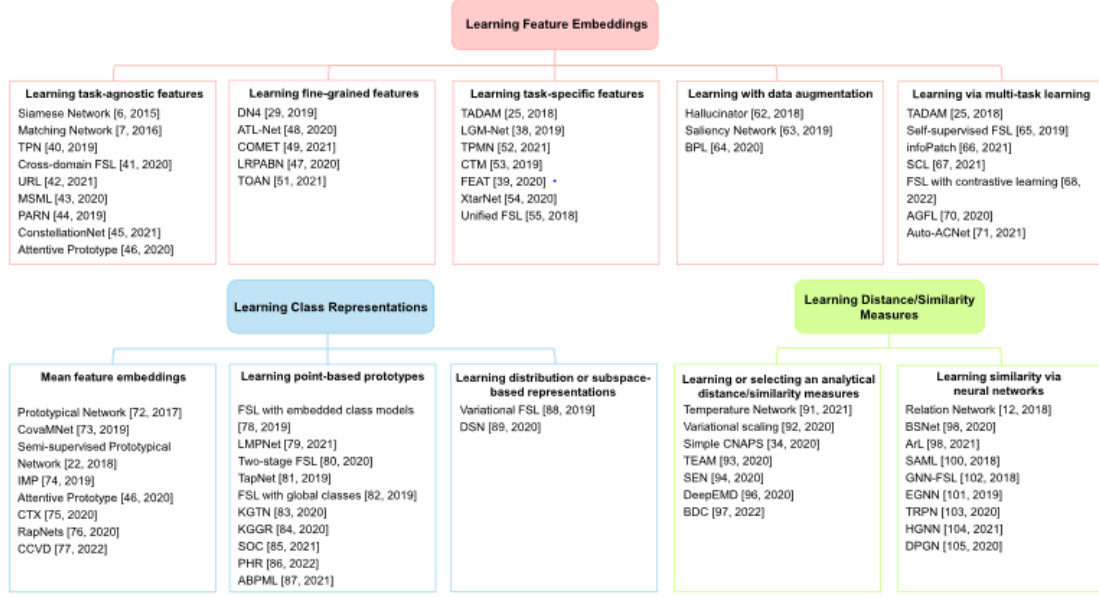 Learning Feature Embeddings
Learning task-agnostic features
Siamese Network [6, 2015]
Matching Network [7, 2016]
TPN [40, 2019]
Cross-domain FSL [41, 2020]
URL [42, 2021]
MSML [43, 2020]
PARN [44, 2019]
ConstellationNet [45, 2021]
Attentive Prototype [46, 2020]
Learning fine-grained features
DN4 [29, 2019]
ATL-Net [48, 2020]
COMET [49, 2021]
LRPABN [47, 2020]
TOAN [51, 2021]
Learning task-specific features
TADAM [25, 2018]
LGM-Net [38, 2019]
TPMN [52, 2021]
CTM [53, 2019]
FEAT [39, 2020]
XtarNet [54, 2020]
Unified FSL [55, 2018]
Learning with data augmentation
Hallucinator [62, 2018]
Saliency Network [63, 2019]
BPL [64, 2020]
Learning via multi-task learning
TADAM [25, 2018]
Self-supervised FSL [65, 2019]
infoPatch [66, 2021]
SCL [67, 2021]
FSL with contrastive learning [68,
2022]
AGFL [70, 2020]
Auto-ACNet [71, 2021]
Learning Class Representations
Mean feature embeddings
Prototypical Network [72, 2017]
CovaMNet [73, 2019]
Semi-supervised Prototypical
Network [22, 2018]
IMP [74, 2019]
Attentive Prototype [46, 2020]
CTX [75, 2020]
RapNets [76, 2020]
CCVD [77, 2022]
Learning point-based prototypes
FSL with embedded class models
[78, 2019]
LMPNet [79, 2021]
Two-stage FSL [80, 2020]
TapNet [81, 2019]
FSL with global classes [82, 2019]
KGTN [83, 2020]
KGGR [84, 2020]
SOC [85, 2021]
PHR [86, 2022]
ABPML [87, 2021]
Learning distribution or subspace-
based representations
Variational FSL [88, 2019]
DSN [89, 2020]
Learning Distance/Similarity
Measures
Learning or selecting an analytical
distance/similarity measures
Temperature Network [91, 2021]
Variational scaling [92, 2020]
Simple CNAPS [34, 2020]
TEAM [93, 2020]
SEN [94, 2020]
DeepEMD [96, 2020]
BDC [97, 2022]
Learning similarity via
neural networks
Relation Network [12, 2018]
BSNet [98, 2020]
ArL [98, 2021]
SAML [100, 2018]
GNN-FSL [102, 2018]
EGNN [101, 2019]
TRPN [103, 2020]
HGNN [104, 2021]
DPGN [105, 2020]